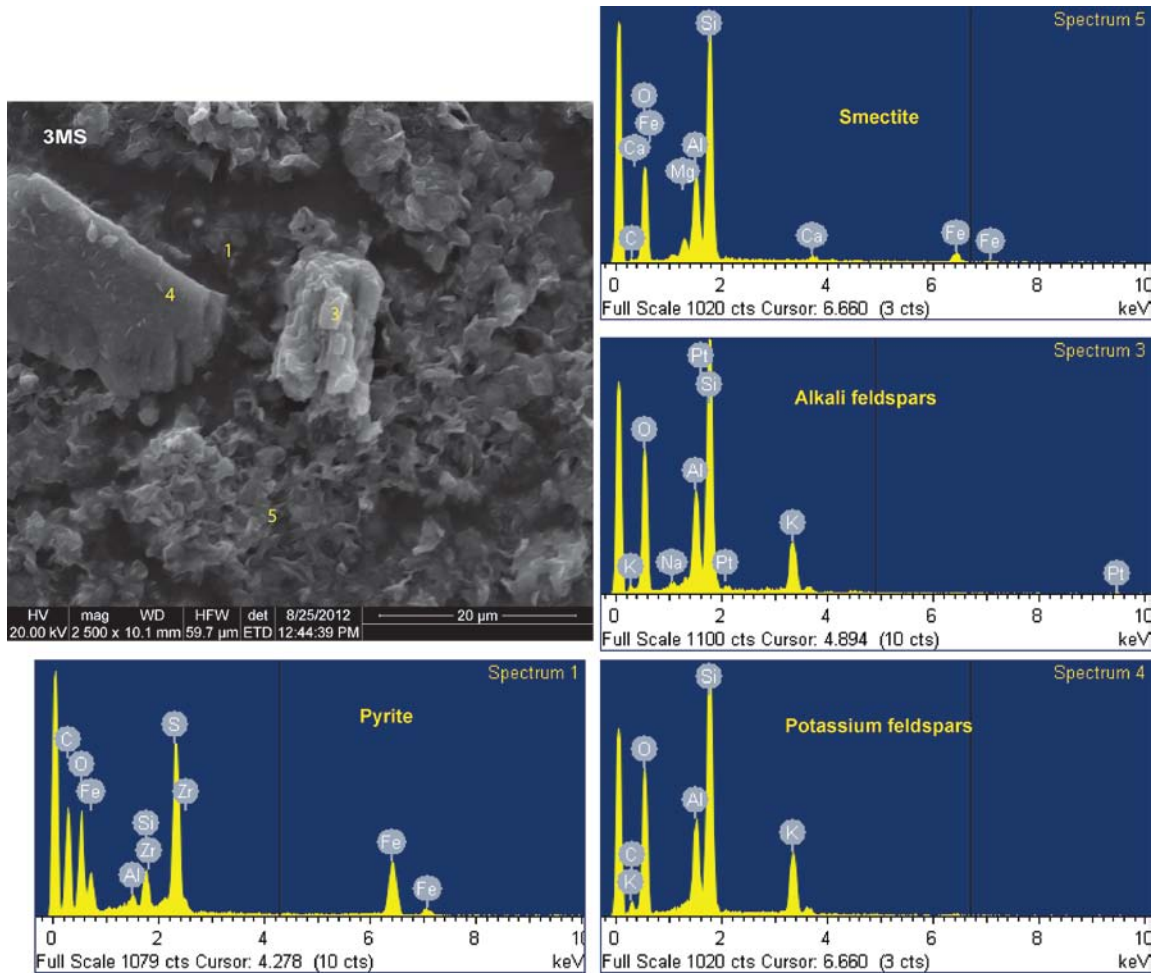 3MS
1
4
3
5
HV mag WD HFW det 8/25/2012 20 µm
20.00 kV 2 500 x 10.1 mm 59.7 µm ETD 12:44:39 PM
Spectrum 5
Smectite
Si
O
Fe
Ca
Al
Mg
C
Ca
Fe
Fe
0 2 4 6 8 10
Full Scale 1020 cts Cursor: 6.660 (3 cts) keV
Spectrum 3
Alkali feldspars
Pt
Si
O
Al
K
K
Na
Pt
Pt
0 2 4 6 8 10
Full Scale 1100 cts Cursor: 4.894 (10 cts) keV
Spectrum 1
Pyrite
C
O
Fe
S
Zr
Si
Zr
Al
Fe
Fe
0 2 4 6 8 10
Full Scale 1079 cts Cursor: 4.278 (10 cts) keV
Spectrum 4
Potassium feldspars
Si
O
Al
K
C
K
0 2 4 6 8 10
Full Scale 1020 cts Cursor: 6.660 (3 cts) keV